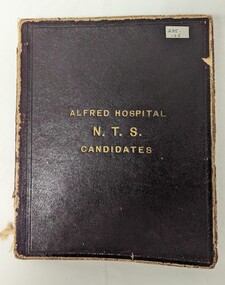 ALFRED HOSPITAL
N. T. S.
CANDIDATES